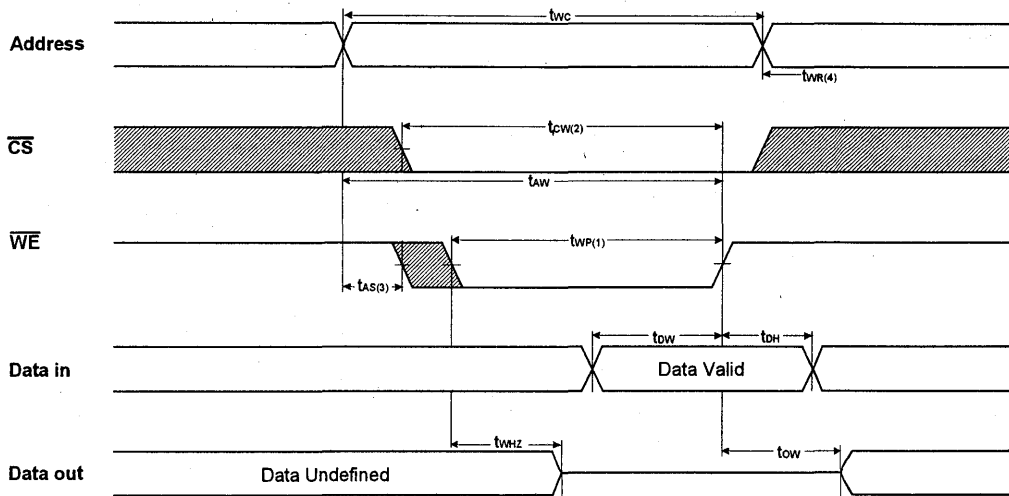 tWC
Address
tWR(4)
tCW(2)
CS
tAW
WE
tWP(1)
tAS(3)
tDW
tDH
Data in
Data Valid
tWHZ
tOW
Data out
Data Undefined